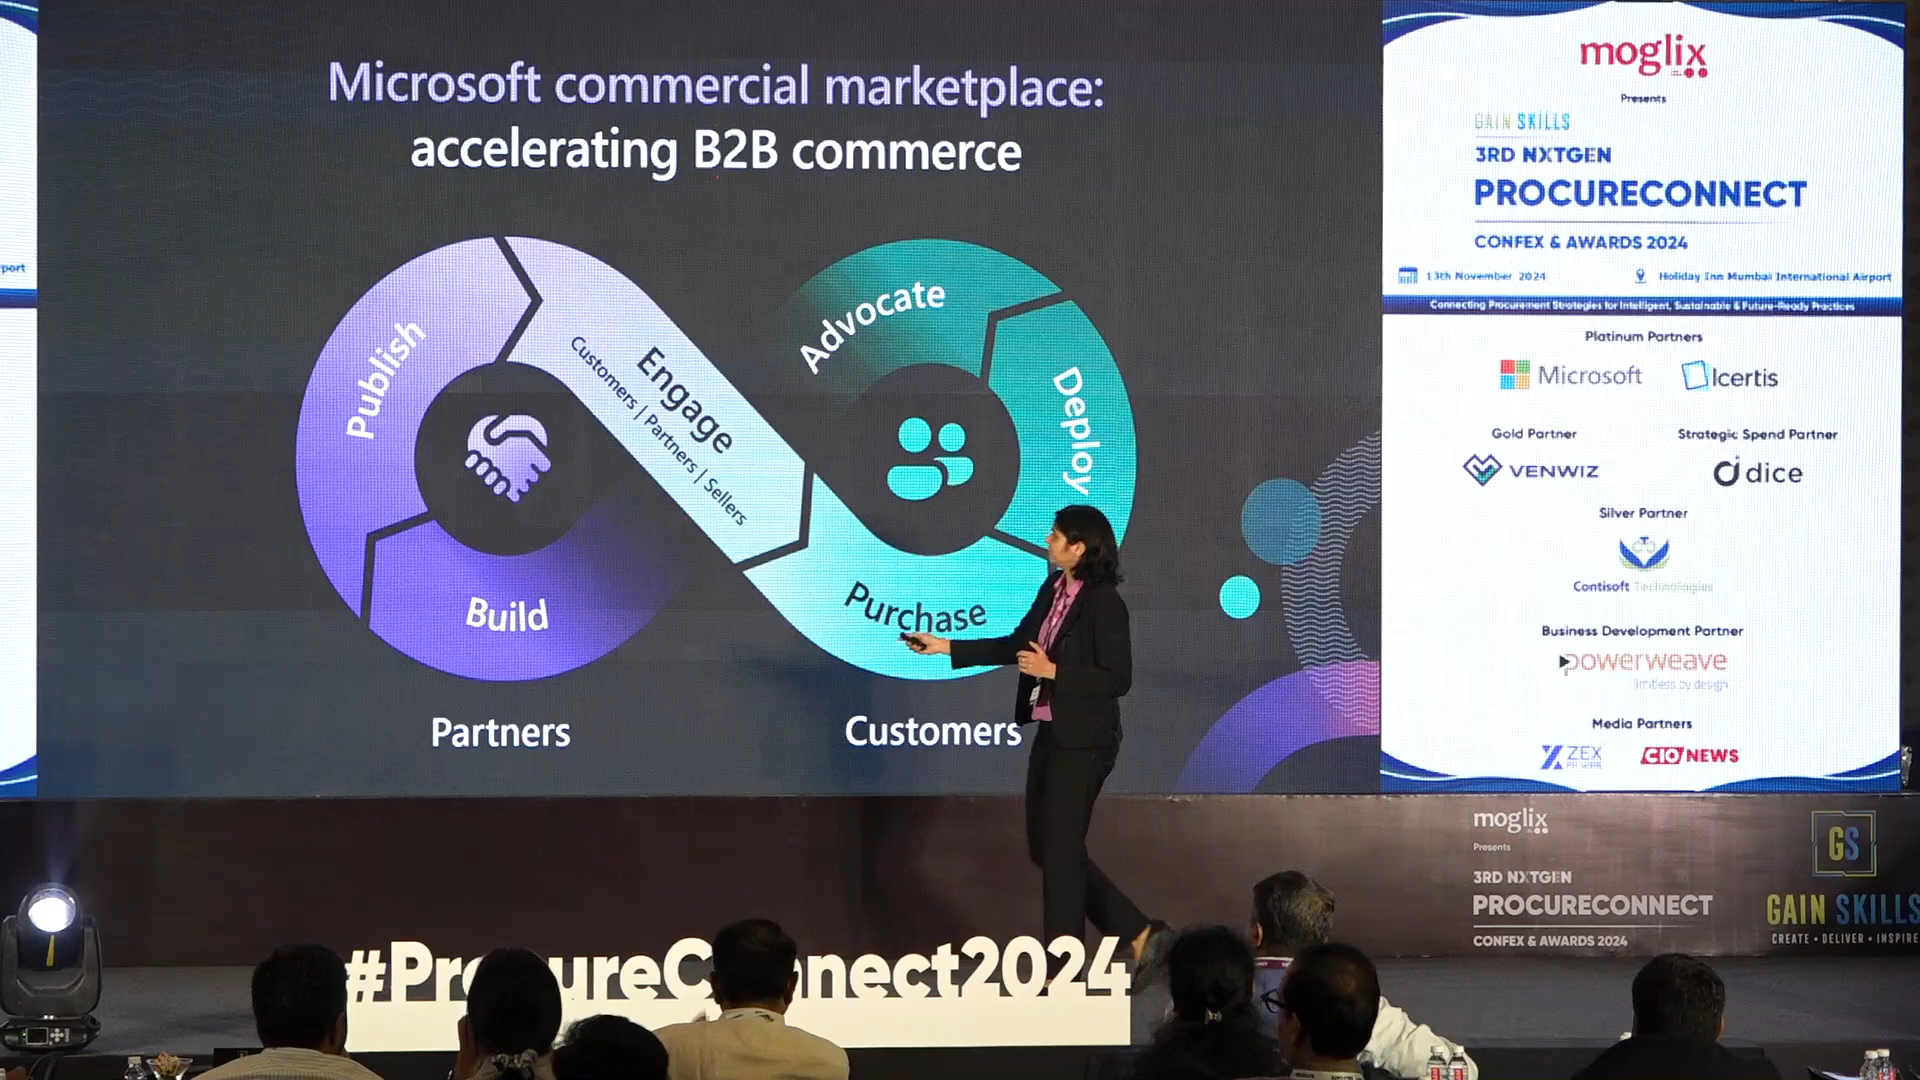 Microsoft commercial marketplace:
accelerating B2B commerce
Publish
Engage
Customers | Partners | Sellers
Build
Advocate
Deploy
Purchase
Partners
Customers
port
moglix
Presents
GAIN SKILLS
3RD NXTGEN
PROCURECONNECT
CONFEX & AWARDS 2024
13th November 2024
Holiday Inn Mumbai International Airport
Connecting Procurement Strategies for Intelligent, Sustainable & Future-Ready Practices
Platinum Partners
Microsoft
Icertis
Gold Partner
Strategic Spend Partner
VENWIZ
dice
Silver Partner
Contisoft Technologies
Business Development Partner
powerweave
limitless by design
Media Partners
ZEX
PR WIRE
CIO NEWS
moglix
Presents
3RD NXTGEN
PROCURECONNECT
CONFEX & AWARDS 2024
GS
GAIN SKILLS
CREATE • DELIVER • INSPIRE
#ProcureConnect2024